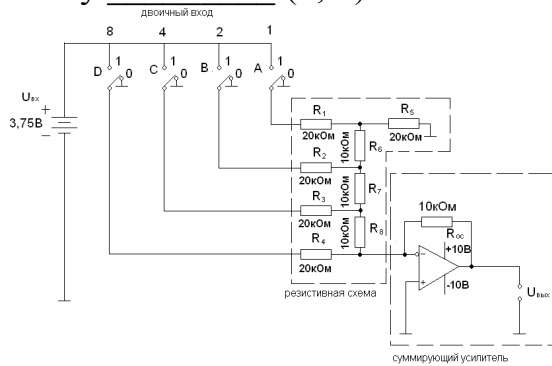 двоичный вход
8 4 2 1
D 1 0 C 1 0 B 1 0 A 1 0
Uвх + 3,75В −
R1 20кОм
R5 20кОм
R6 10кОм
R2 20кОм
R7 10кОм
R3 20кОм
R8 10кОм
R4 20кОм
резистивная схема
10кОм
Rос
+10В
-10В
− +
Uвых
суммирующий усилитель